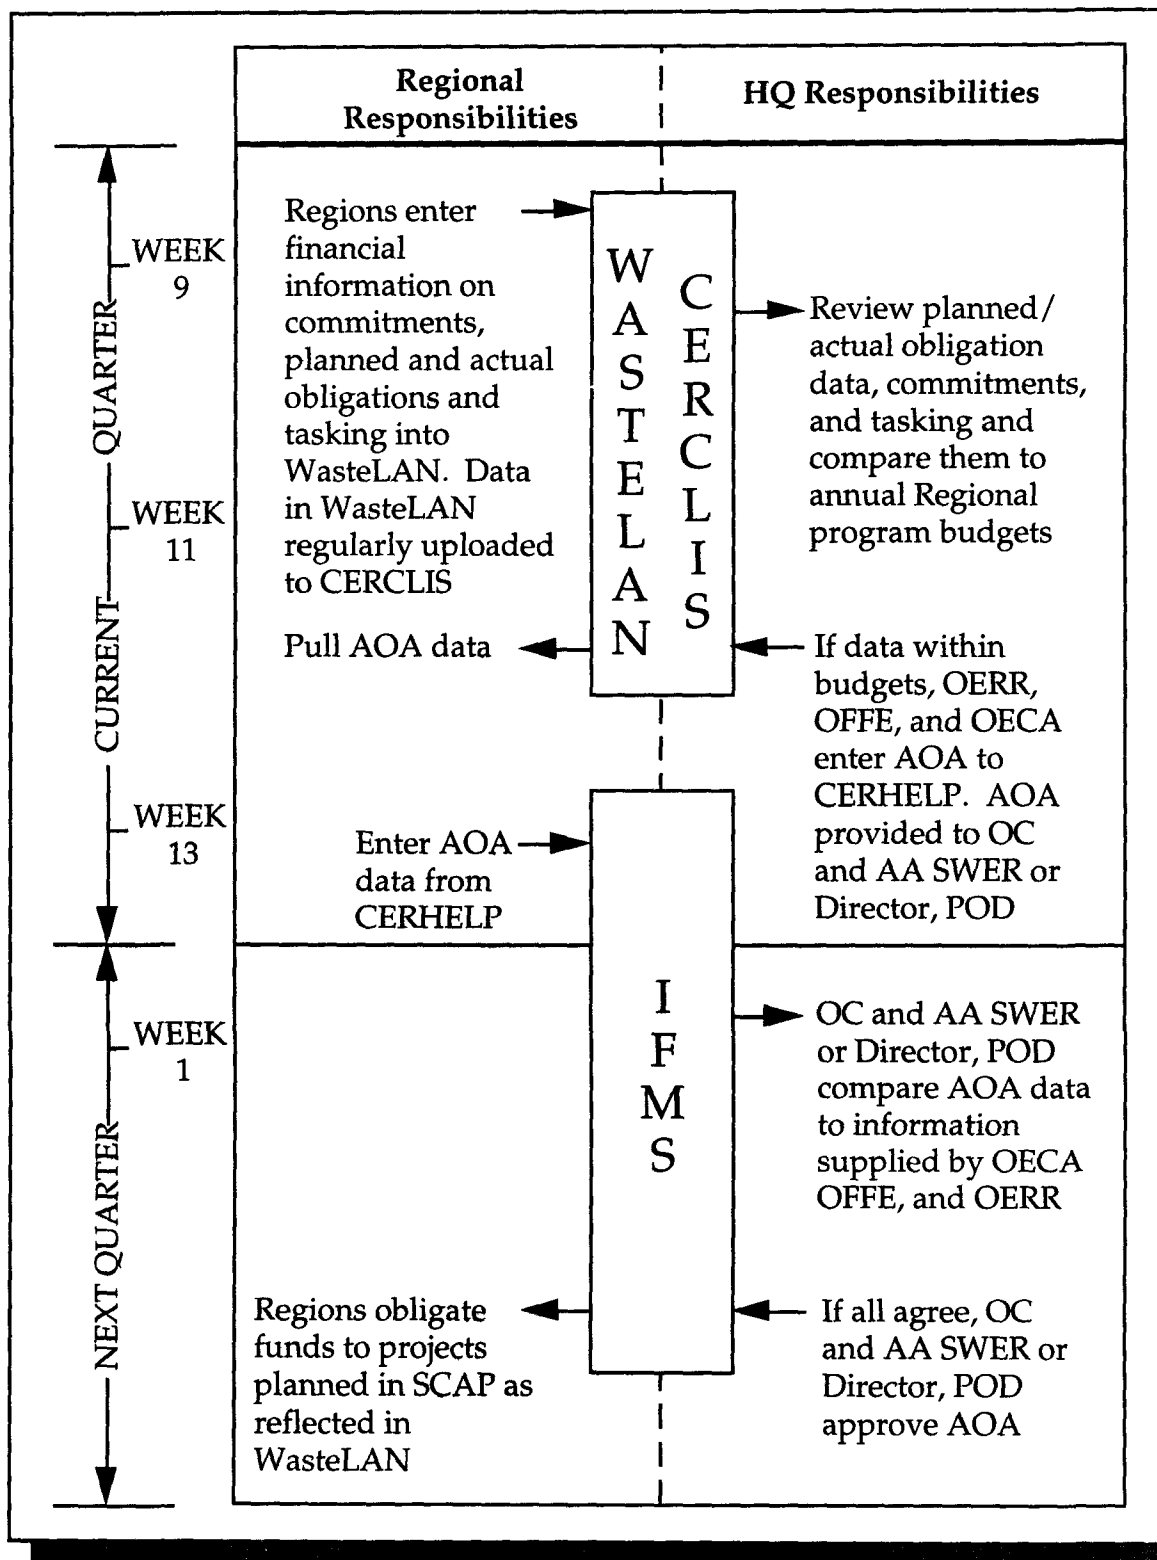 Regional
Responsibilities
HQ Responsibilities
CURRENT QUARTER
WEEK
9
WEEK
11
WEEK
13
Regions enter
financial
information on
commitments,
planned and actual
obligations and
tasking into
WasteLAN. Data
in WasteLAN
regularly uploaded
to CERCLIS
Pull AOA data
WASTELAN
CERCLIS
Review planned/
actual obligation
data, commitments,
and tasking and
compare them to
annual Regional
program budgets
If data within
budgets, OERR,
OFFE, and OECA
enter AOA to
CERHELP. AOA
provided to OC
and AA SWER or
Director, POD
Enter AOA
data from
CERHELP
IFMS
NEXT QUARTER
WEEK
1
OC and AA SWER
or Director, POD
compare AOA data
to information
supplied by OECA
OFFE, and OERR
Regions obligate
funds to projects
planned in SCAP as
reflected in
WasteLAN
If all agree, OC
and AA SWER or
Director, POD
approve AOA